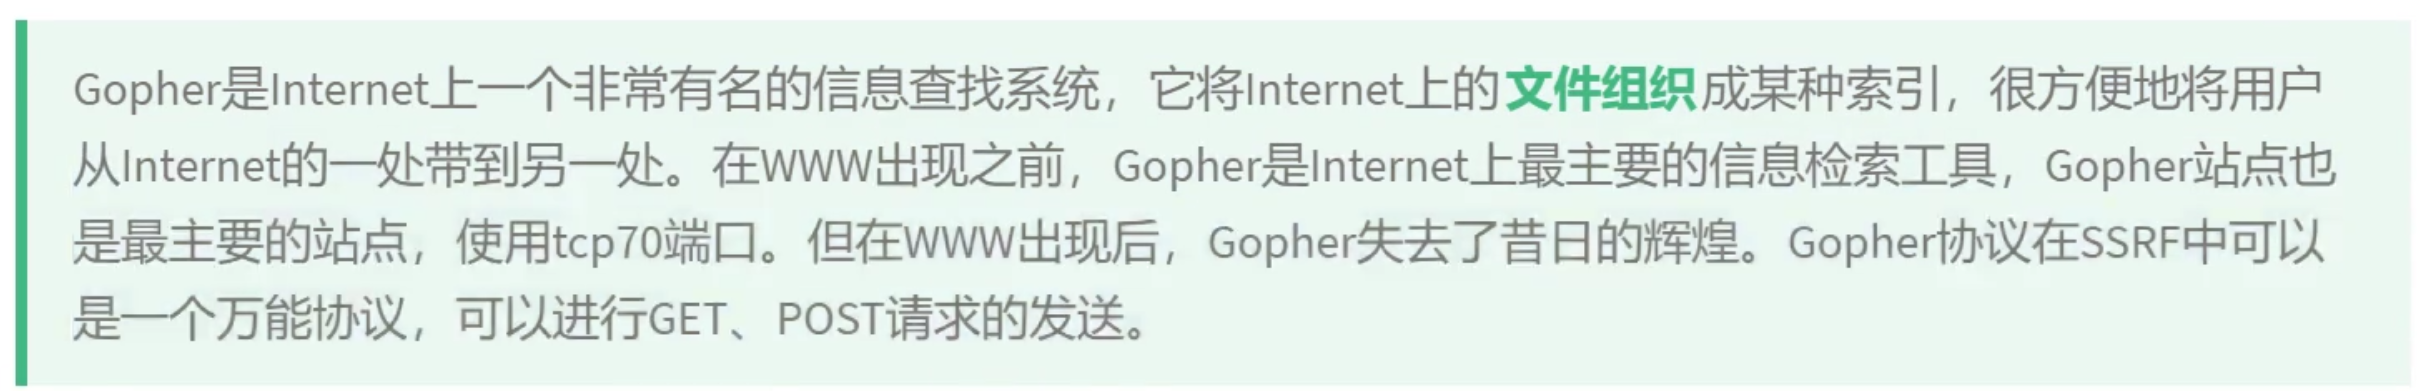 Gopher是Internet上一个非常有名的信息查找系统，它将Internet上的文件组织成某种索引，很方便地将用户
从Internet的一处带到另一处。在WWW出现之前，Gopher是Internet上最主要的信息检索工具，Gopher站点也
是最主要的站点，使用tcp70端口。但在WWW出现后，Gopher失去了昔日的辉煌。Gopher协议在SSRF中可以
是一个万能协议，可以进行GET、POST请求的发送。